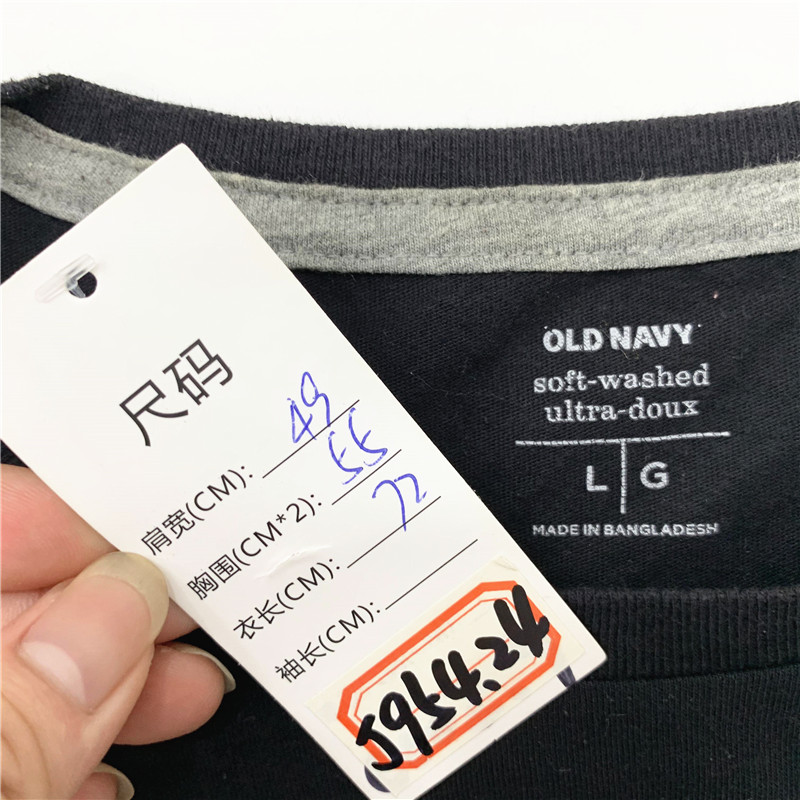 尺码
肩宽(CM): 49
胸围(CM*2): 55
衣长(CM): 72
袖长(CM):
J954.24
OLD NAVY
soft-washed
ultra-doux
L G
MADE IN BANGLADESH